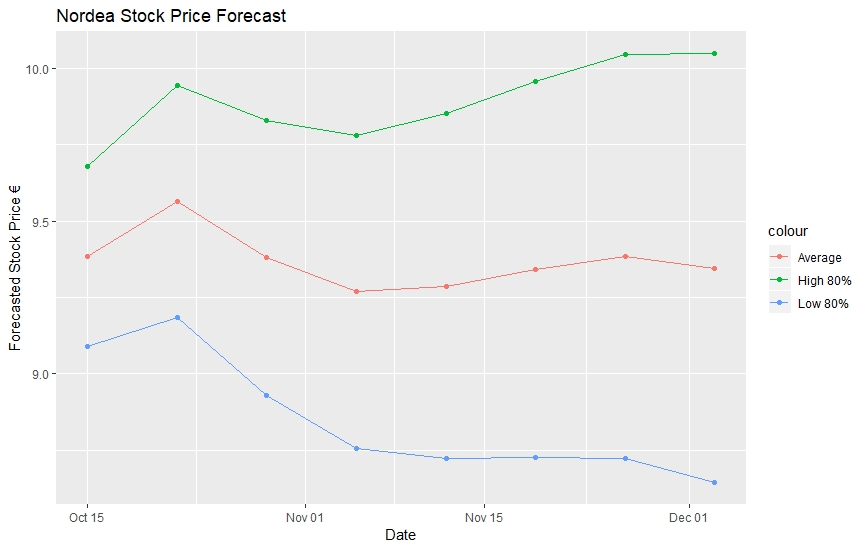 Nordea Stock Price Forecast
Forecasted Stock Price €
10.0
9.5
9.0
Oct 15
Nov 01
Nov 15
Dec 01
Date
colour
Average
High 80%
Low 80%